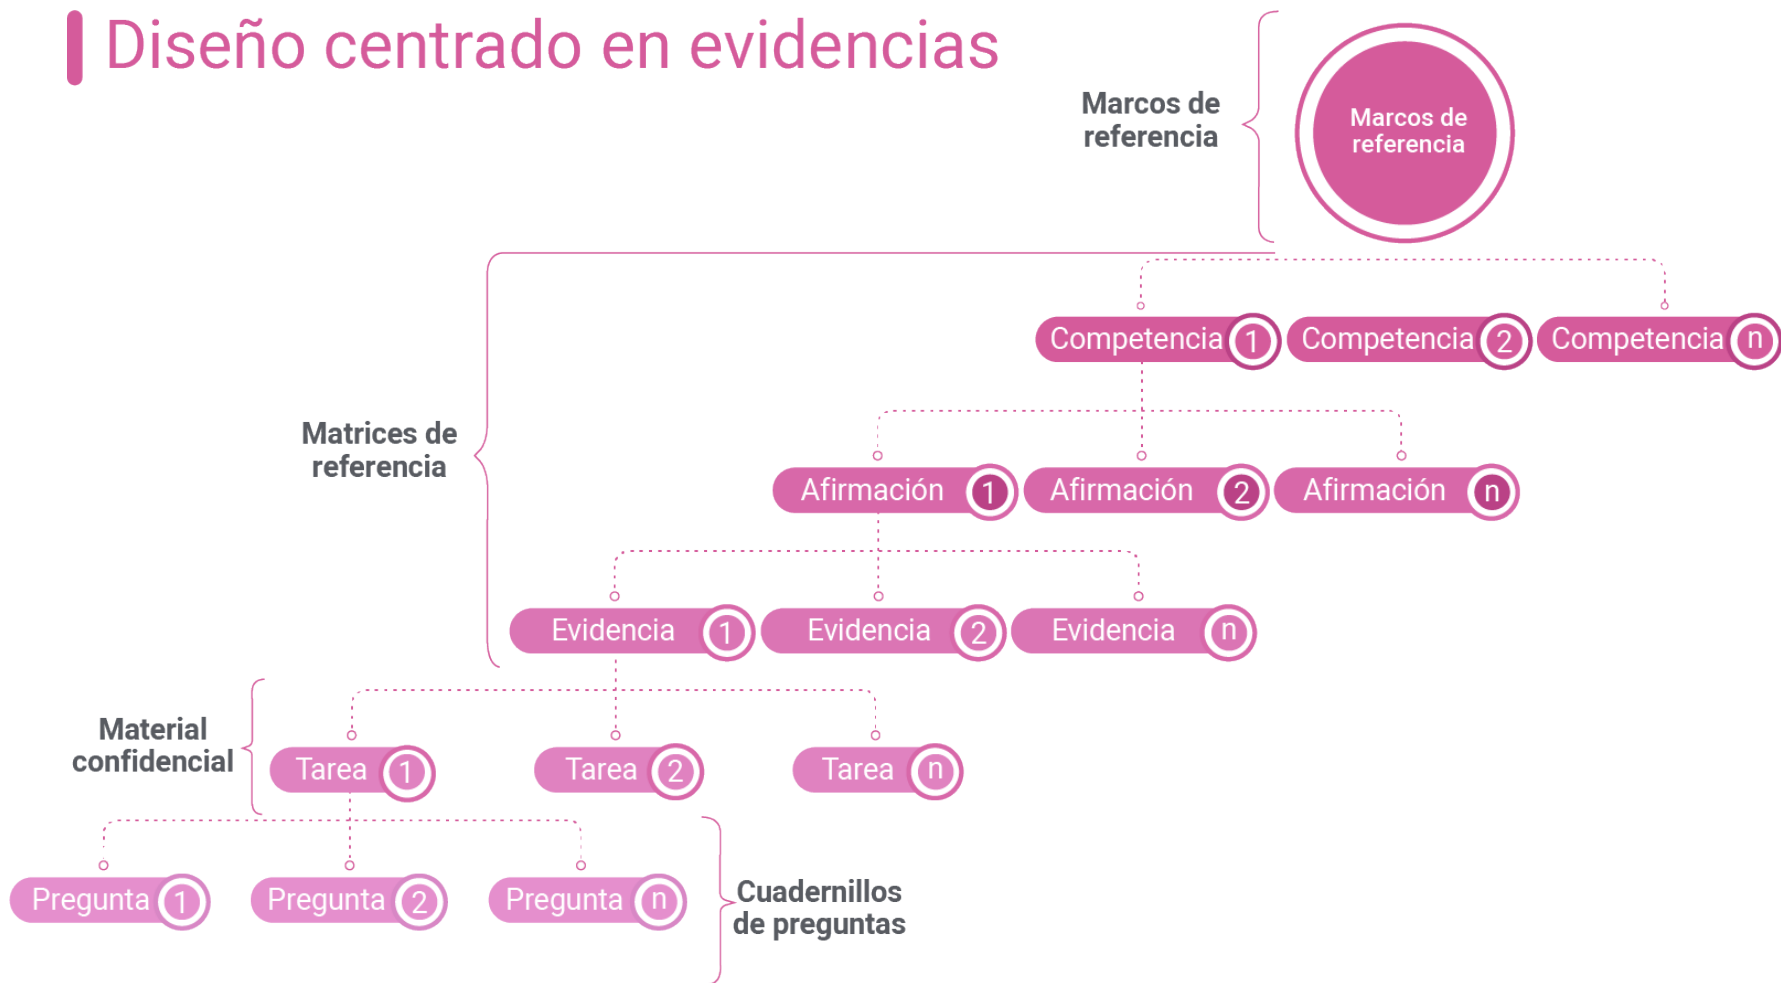 Diseño centrado en evidencias
Marcos de
referencia
Marcos de
referencia
Competencia 1
Competencia 2
Competencia n
Matrices de
referencia
Afirmación 1
Afirmación 2
Afirmación n
Evidencia 1
Evidencia 2
Evidencia n
Material
confidencial
Tarea 1
Tarea 2
Tarea n
Pregunta 1
Pregunta 2
Pregunta n
Cuadernillos
de preguntas